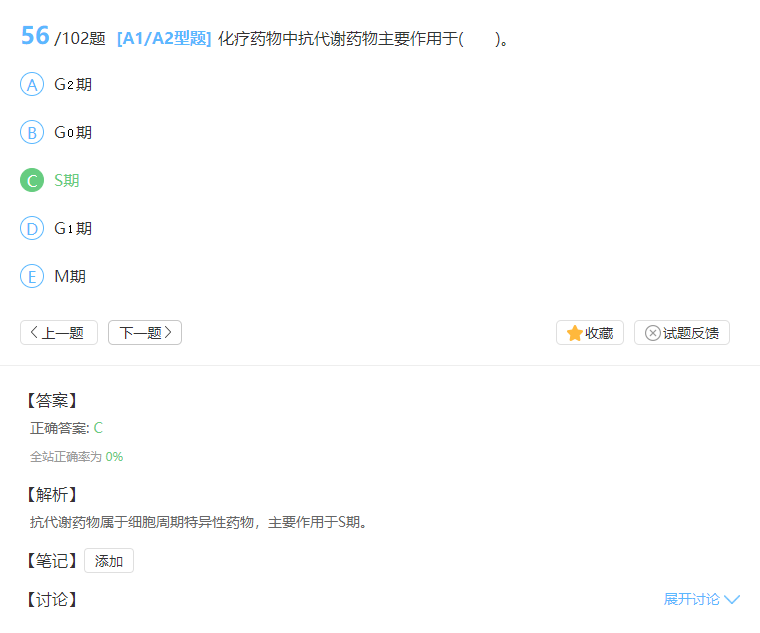 56 /102题 [A1/A2型题] 化疗药物中抗代谢药物主要作用于(　　)。
A G2期
B G0期
C S期
D G1期
E M期
上一题 下一题 收藏 试题反馈
【答案】
正确答案: C
全站正确率为 0%
【解析】
抗代谢药物属于细胞周期特异性药物，主要作用于S期。
【笔记】 添加
【讨论】 展开讨论